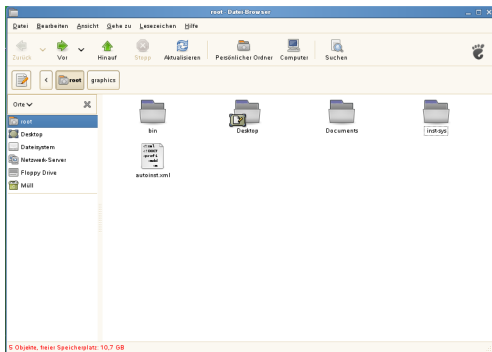 root - Datei-Browser
Datei Bearbeiten Ansicht Gehe zu Lesezeichen Hilfe
Zurück Vor Hinauf Stopp Aktualisieren Persönlicher Ordner Computer Suchen
root graphics
Orte
root
Desktop
Dateisystem
Netzwerk-Server
Floppy Drive
Müll
bin Desktop Documents inst-sys
autoinst.xml
5 Objekte, freier Speicherplatz: 10,7 GB